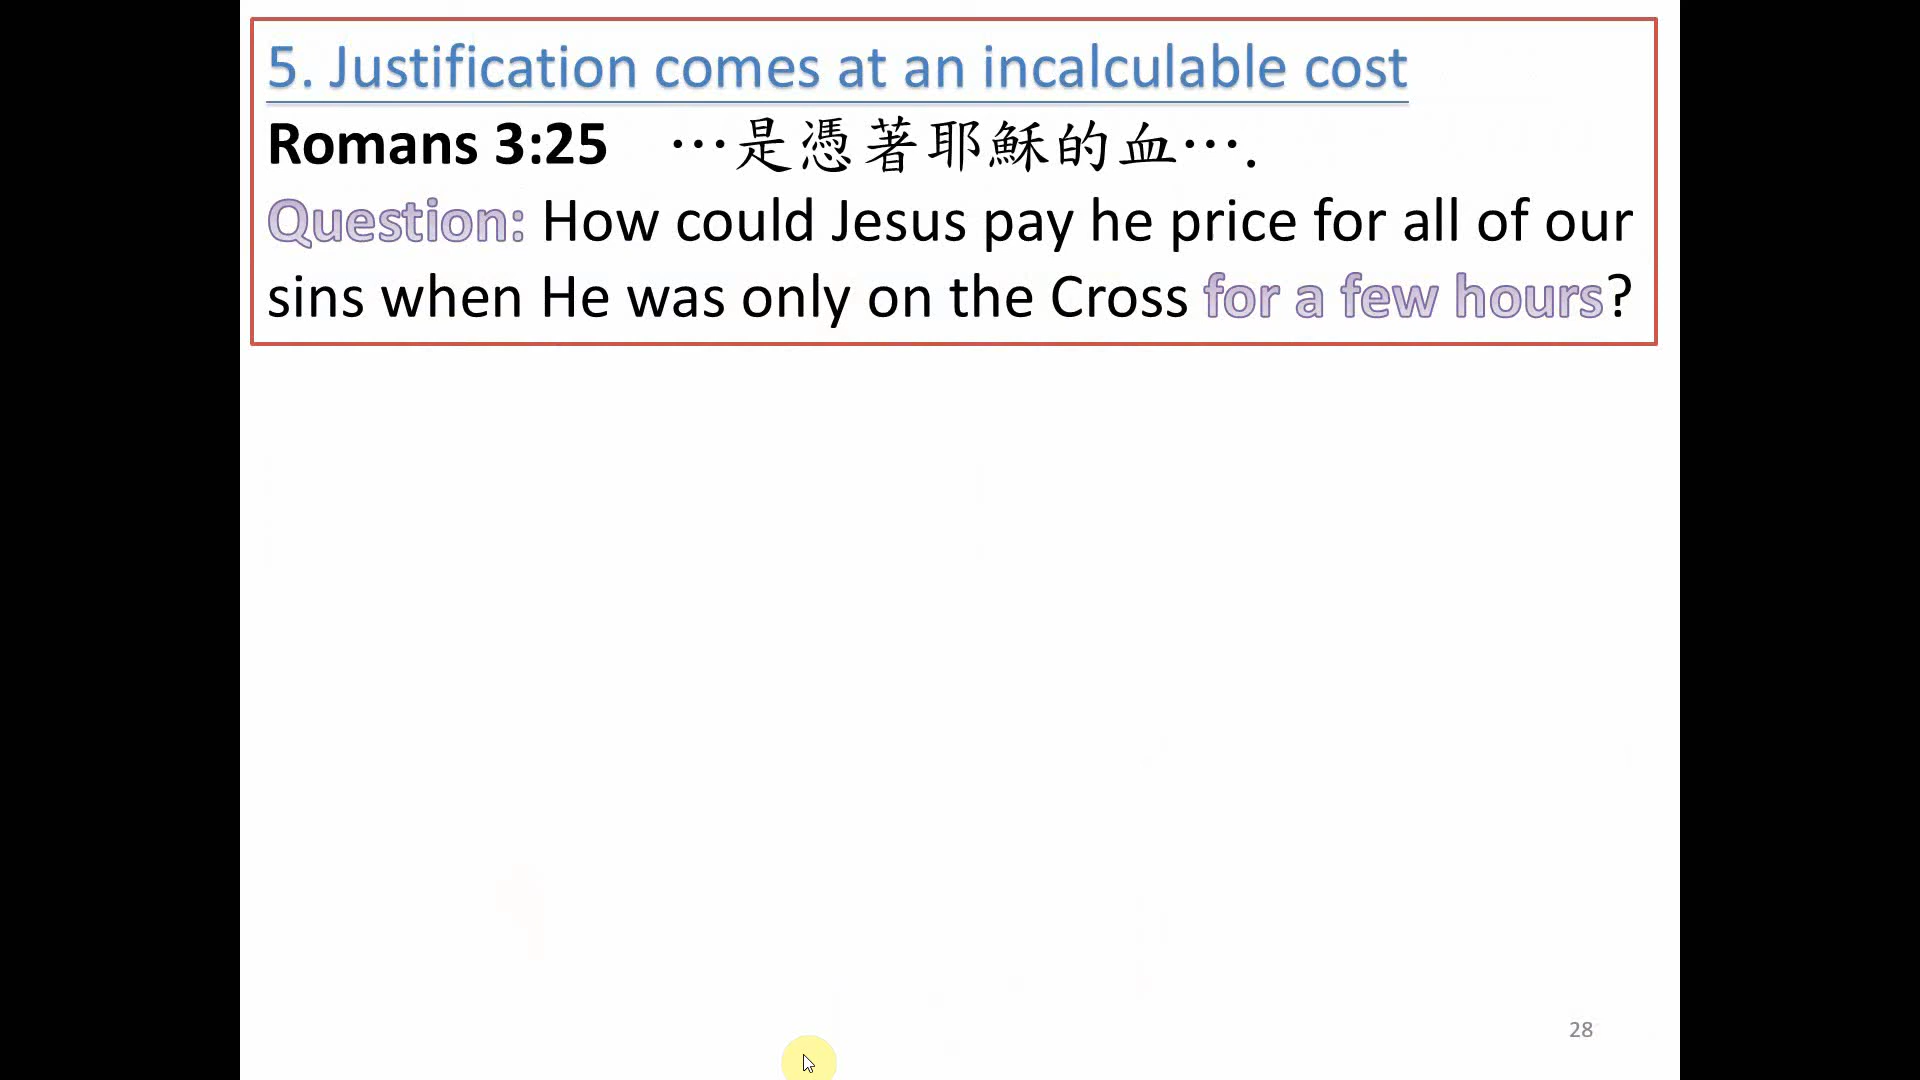 5. Justification comes at an incalculable cost
Romans 3:25 …是憑著耶穌的血….
Question: How could Jesus pay he price for all of our
sins when He was only on the Cross for a few hours?
28